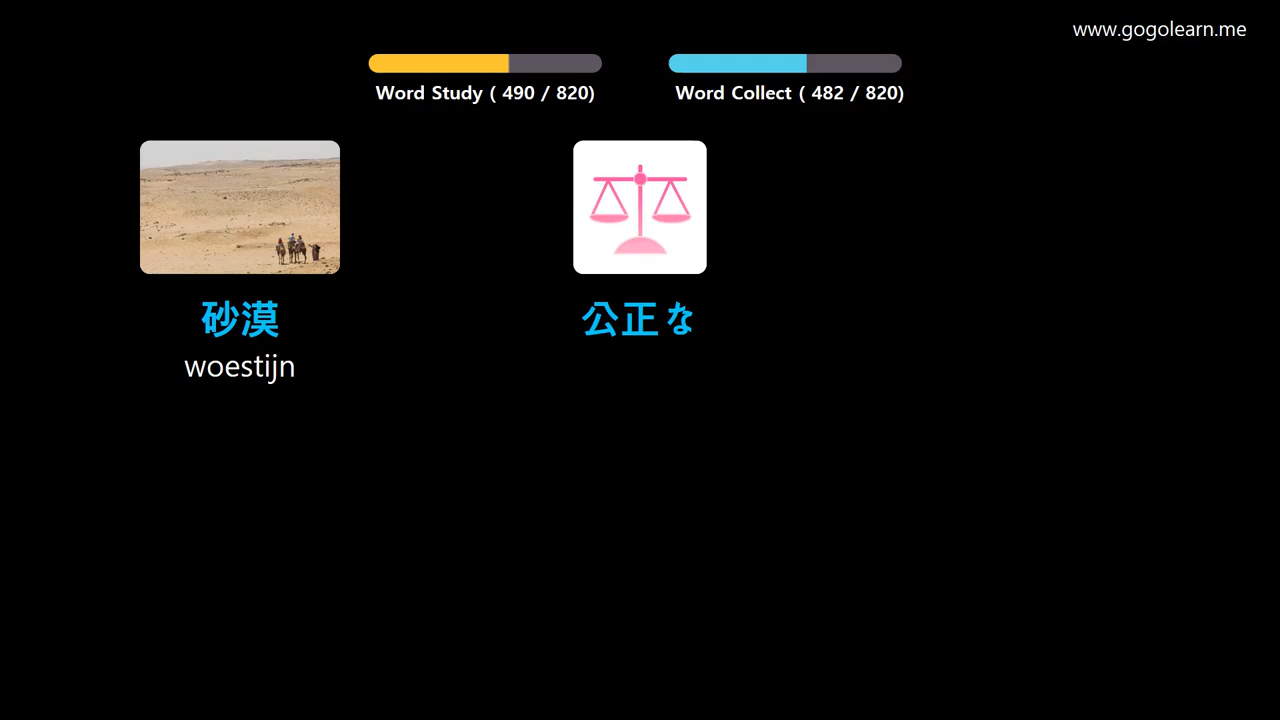 www.gogolearn.me
Word Study ( 490 / 820)
Word Collect ( 482 / 820)
砂漠
woestijn
公正な